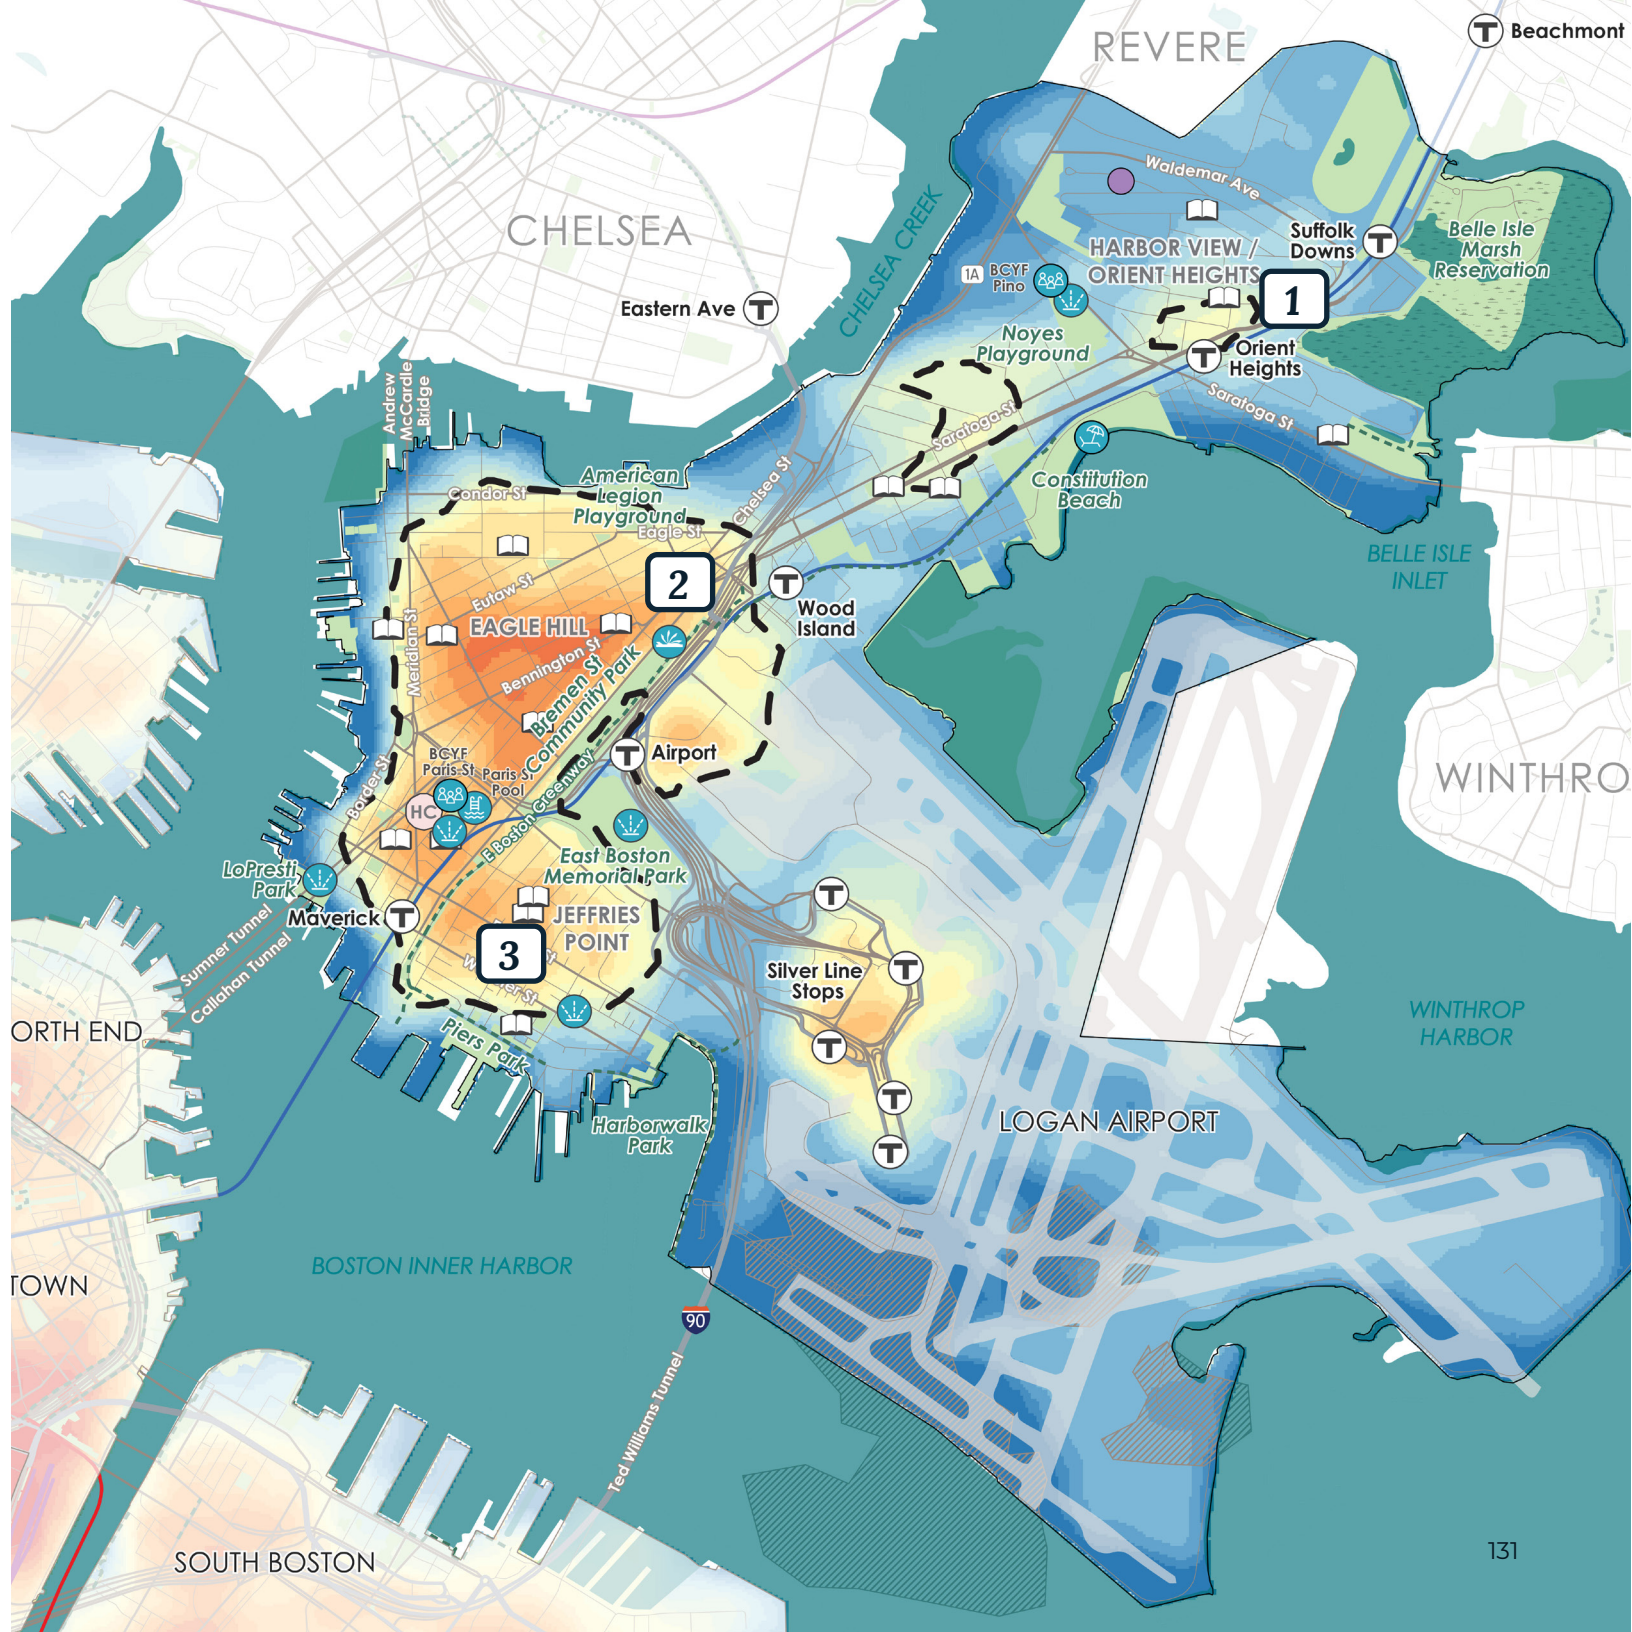 REVERE
Beachmont
CHELSEA
CHELSEA CREEK
Waldemar Ave
Suffolk
Downs
Belle Isle
Marsh
Reservation
HARBOR VIEW /
ORIENT HEIGHTS
1A
BCYF
Pino
1
Eastern Ave
Noyes
Playground
Orient
Heights
Saratoga St
Saratoga St
Andrew
McCardle
Bridge
Constitution
Beach
American
Legion
Playground
Condor St
Chelsea St
Eagle St
BELLE ISLE
INLET
2
Eutaw St
Wood
Island
EAGLE HILL
Meridian St
Bennington St
Bremen St
Community Park
Airport
BCYF
Paris St
Paris St
Pool
Border St
HC
E Boston Greenway
WINTHRO
LoPresti
Park
East Boston
Memorial Park
Maverick
JEFFRIES
POINT
3
Sumner Tunnel
Callahan Tunnel
Silver Line
Stops
ORTH END
Piers Park
WINTHROP
HARBOR
LOGAN AIRPORT
Harborwalk
Park
BOSTON INNER HARBOR
TOWN
90
Ted Williams Tunnel
SOUTH BOSTON
131